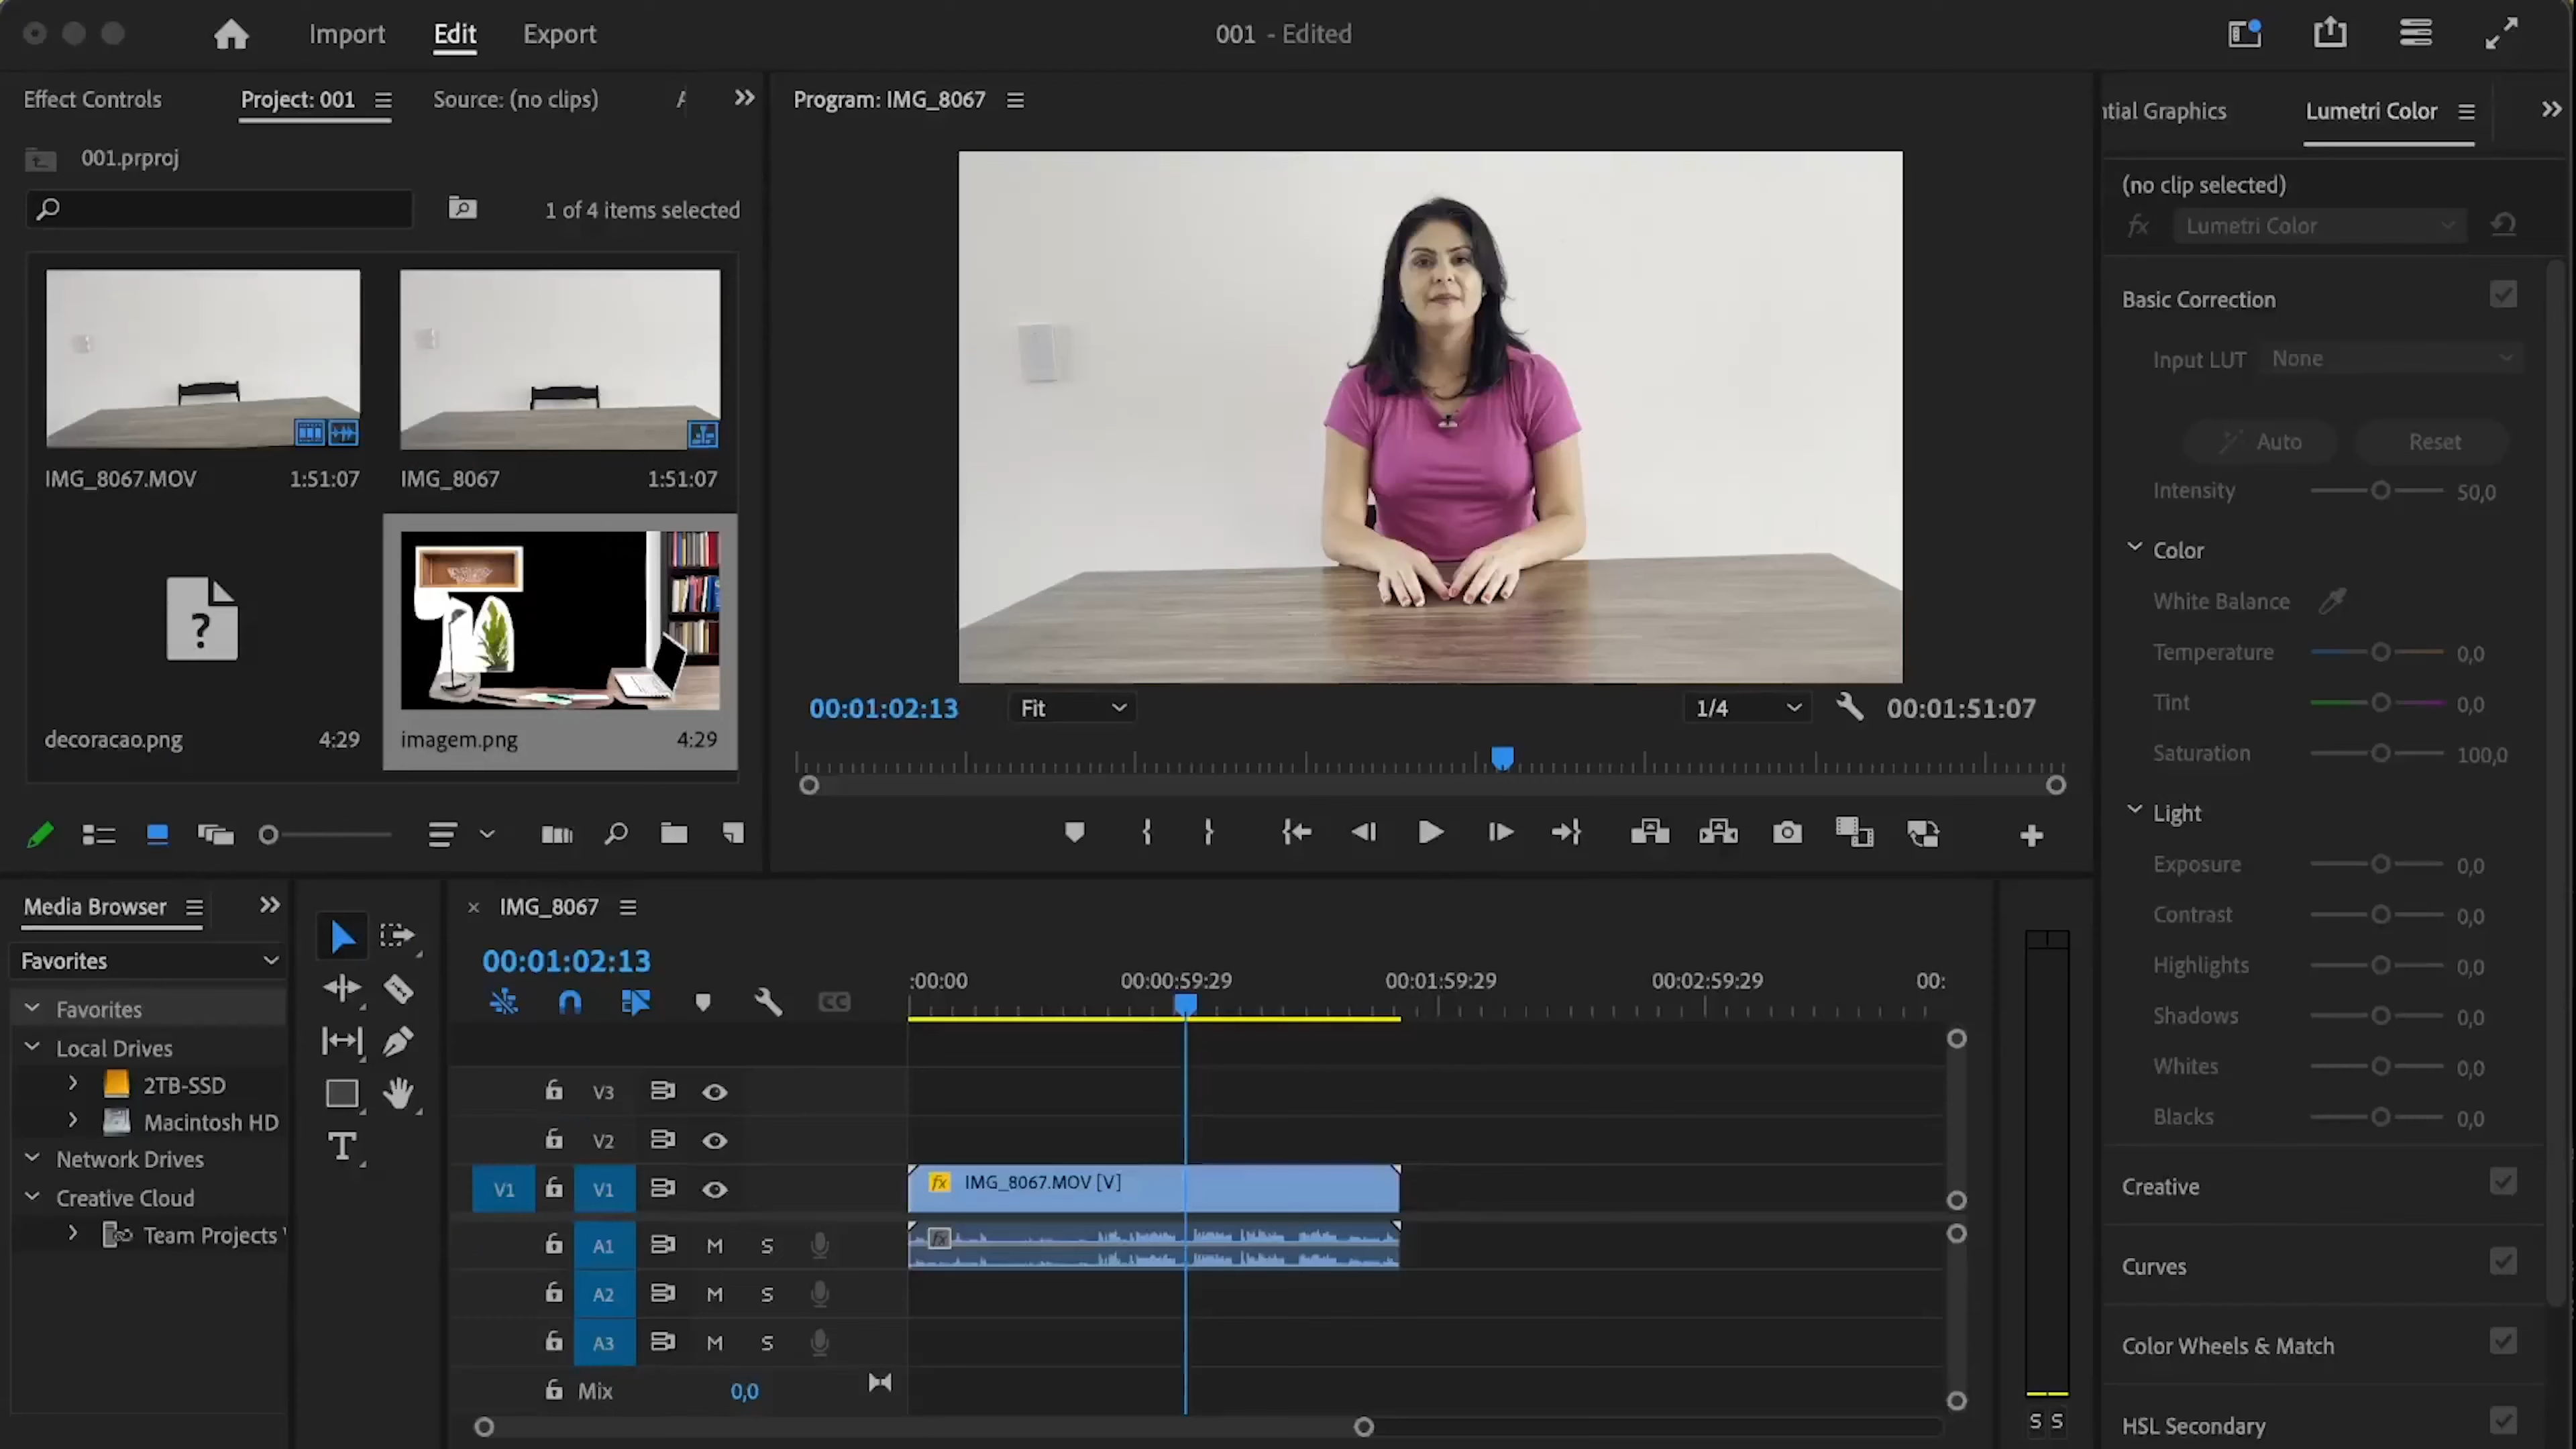 Import Edit Export 001 - Edited
Effect Controls Project: 001 Source: (no clips)
001.prproj
1 of 4 items selected
IMG_8067.MOV 1:51:07
IMG_8067 1:51:07
decoracao.png 4:29
imagem.png 4:29
Program: IMG_8067
00:01:02:13 Fit 1/4 00:01:51:07
ntial Graphics Lumetri Color
(no clip selected)
fx Lumetri Color
Basic Correction
Input LUT None
Auto Reset
Intensity 50,0
Color
White Balance
Temperature 0,0
Tint 0,0
Saturation 100,0
Light
Exposure 0,0
Contrast 0,0
Highlights 0,0
Shadows 0,0
Whites 0,0
Blacks 0,0
Creative
Curves
Color Wheels & Match
HSL Secondary
Media Browser
Favorites
Favorites
Local Drives
2TB-SSD
Macintosh HD
Network Drives
Creative Cloud
Team Projects
T
IMG_8067
00:01:02:13
CC
:00:00 00:00:59:29 00:01:59:29 00:02:59:29 00:
V3
V2
V1 V1 fx IMG_8067.MOV [V]
A1 M S fx
A2 M S
A3 M S
Mix 0,0
S S